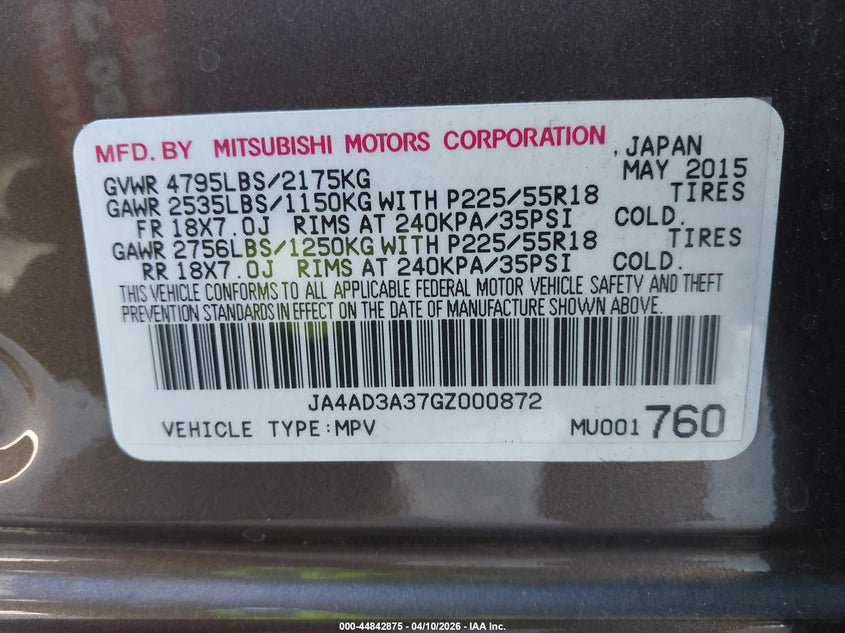 MFD. BY MITSUBISHI MOTORS CORPORATION , JAPAN
GVWR 4795LBS/2175KG MAY 2015
GAWR 2535LBS/1150KG WITH P225/55R18 TIRES
FR 18X7.0J RIMS AT 240KPA/35PSI COLD.
GAWR 2756LBS/1250KG WITH P225/55R18 TIRES
RR 18X7.0J RIMS AT 240KPA/35PSI COLD.
THIS VEHICLE CONFORMS TO ALL APPLICABLE FEDERAL MOTOR VEHICLE SAFETY AND THEFT
PREVENTION STANDARDS IN EFFECT ON THE DATE OF MANUFACTURE SHOWN ABOVE.
JA4AD3A37GZ000872
VEHICLE TYPE:MPV MU001 760
000-44842875 - 04/10/2026 - IAA Inc.